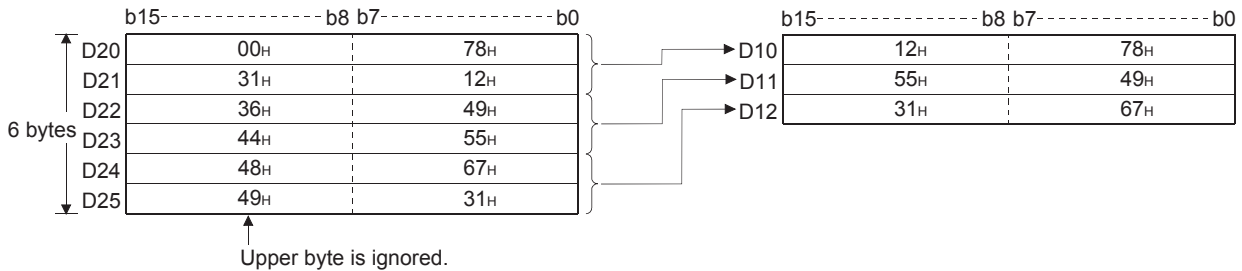 b15 b8 b7 b0
D20 00H 78H
D21 31H 12H
D22 36H 49H
D23 44H 55H
D24 48H 67H
D25 49H 31H
6 bytes
Upper byte is ignored.
b15 b8 b7 b0
D10 12H 78H
D11 55H 49H
D12 31H 67H